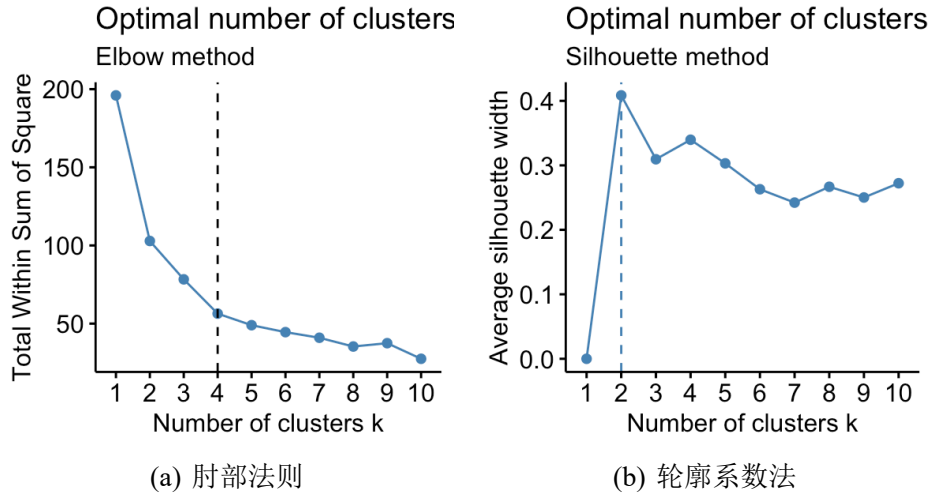 Optimal number of clusters
Elbow method
Total Within Sum of Square
200
150
100
50
1 2 3 4 5 6 7 8 9 10
Number of clusters k
(a) 肘部法则
Optimal number of clusters
Silhouette method
Average silhouette width
0.4
0.3
0.2
0.1
0.0
1 2 3 4 5 6 7 8 9 10
Number of clusters k
(b) 轮廓系数法